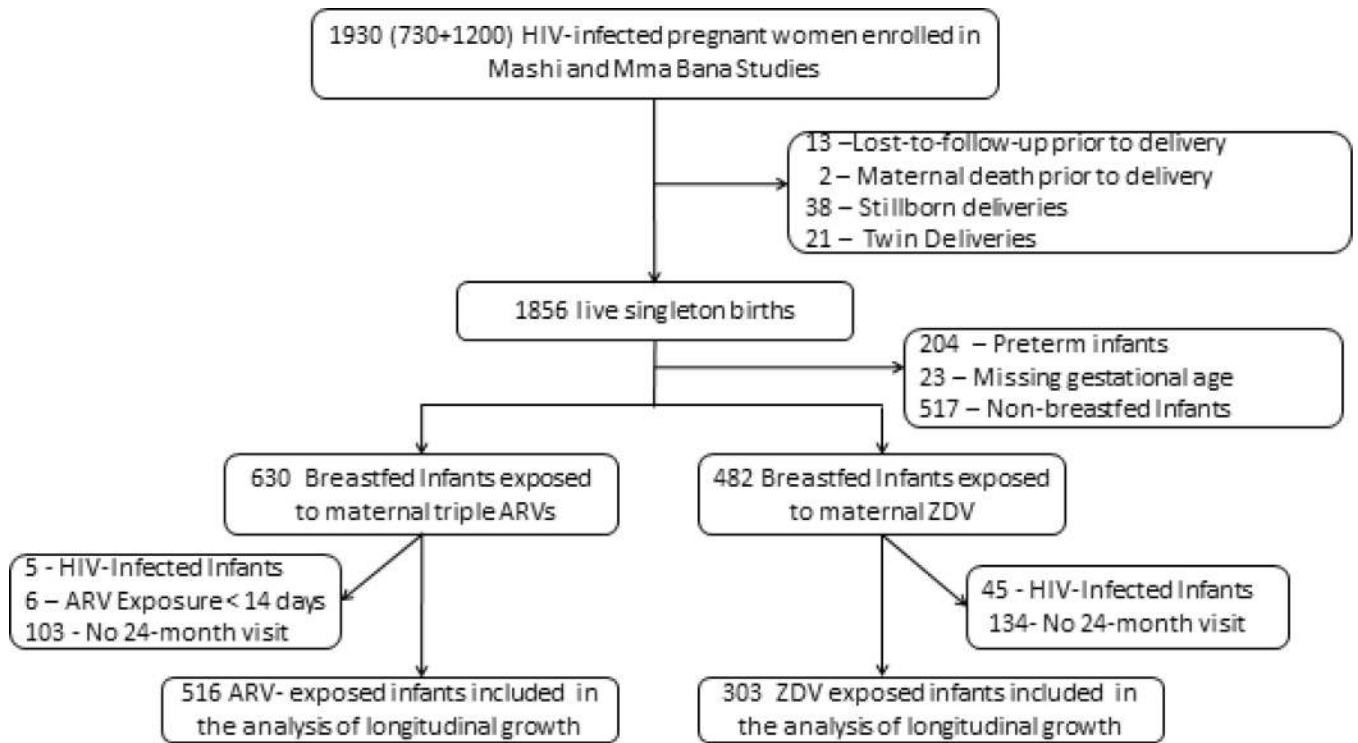 1930 (730+1200) HIV-infected pregnant women enrolled in
Mashi and Mma Bana Studies
13 –Lost-to-follow-up prior to delivery
2 – Maternal death prior to delivery
38 – Stillborn deliveries
21 – Twin Deliveries
1856 live singleton births
204 – Preterm infants
23 – Missing gestational age
517 – Non-breastfed Infants
630 Breastfed Infants exposed
to maternal triple ARVs
482 Breastfed Infants exposed
to maternal ZDV
5 - HIV-Infected Infants
6 – ARV Exposure < 14 days
103 - No 24-month visit
45 - HIV-Infected Infants
134- No 24-month visit
516 ARV- exposed infants included in
the analysis of longitudinal growth
303 ZDV exposed infants included in
the analysis of longitudinal growth